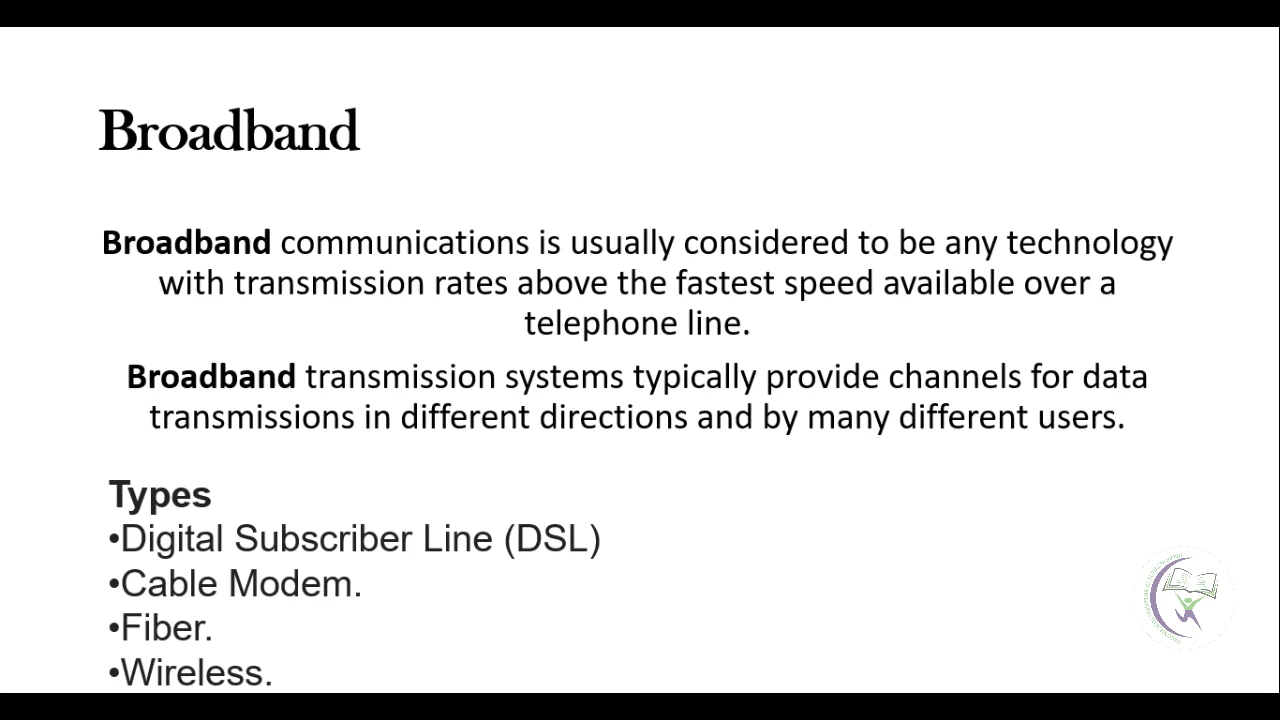 Broadband
Broadband communications is usually considered to be any technology
with transmission rates above the fastest speed available over a
telephone line.
Broadband transmission systems typically provide channels for data
transmissions in different directions and by many different users.
Types
•Digital Subscriber Line (DSL)
•Cable Modem.
•Fiber.
•Wireless.